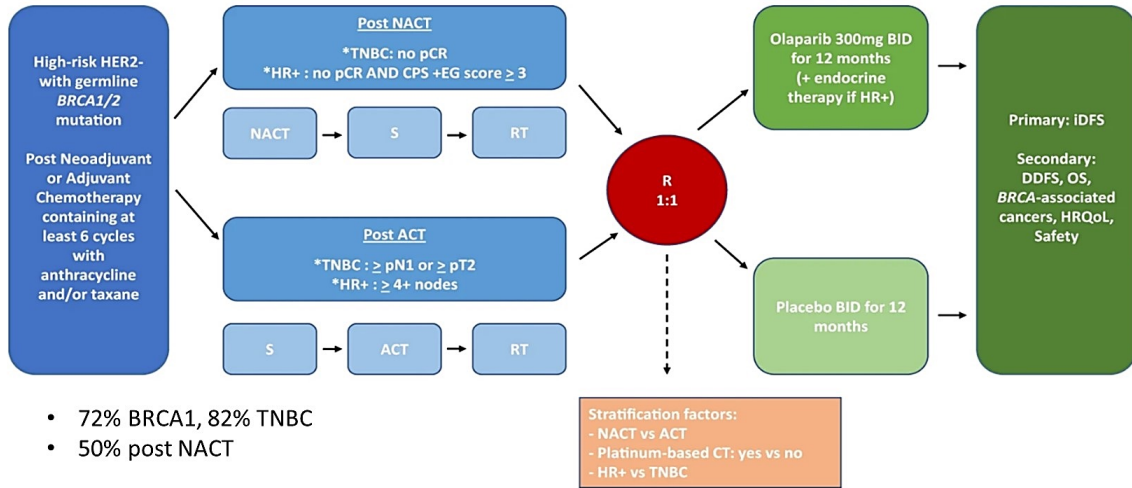 High-risk HER2-
with germline
BRCA1/2
mutation
Post Neoadjuvant
or Adjuvant
Chemotherapy
containing at
least 6 cycles
with
anthracycline
and/or taxane
Post NACT
*TNBC: no pCR
*HR+ : no pCR AND CPS +EG score ≥ 3
NACT
S
RT
Post ACT
*TNBC : ≥ pN1 or ≥ pT2
*HR+ : ≥ 4+ nodes
S
ACT
RT
R
1:1
Olaparib 300mg BID
for 12 months
(+ endocrine
therapy if HR+)
Placebo BID for 12
months
Primary: iDFS
Secondary:
DDFS, OS,
BRCA-associated
cancers, HRQoL,
Safety
Stratification factors:
- NACT vs ACT
- Platinum-based CT: yes vs no
- HR+ vs TNBC
• 72% BRCA1, 82% TNBC
• 50% post NACT